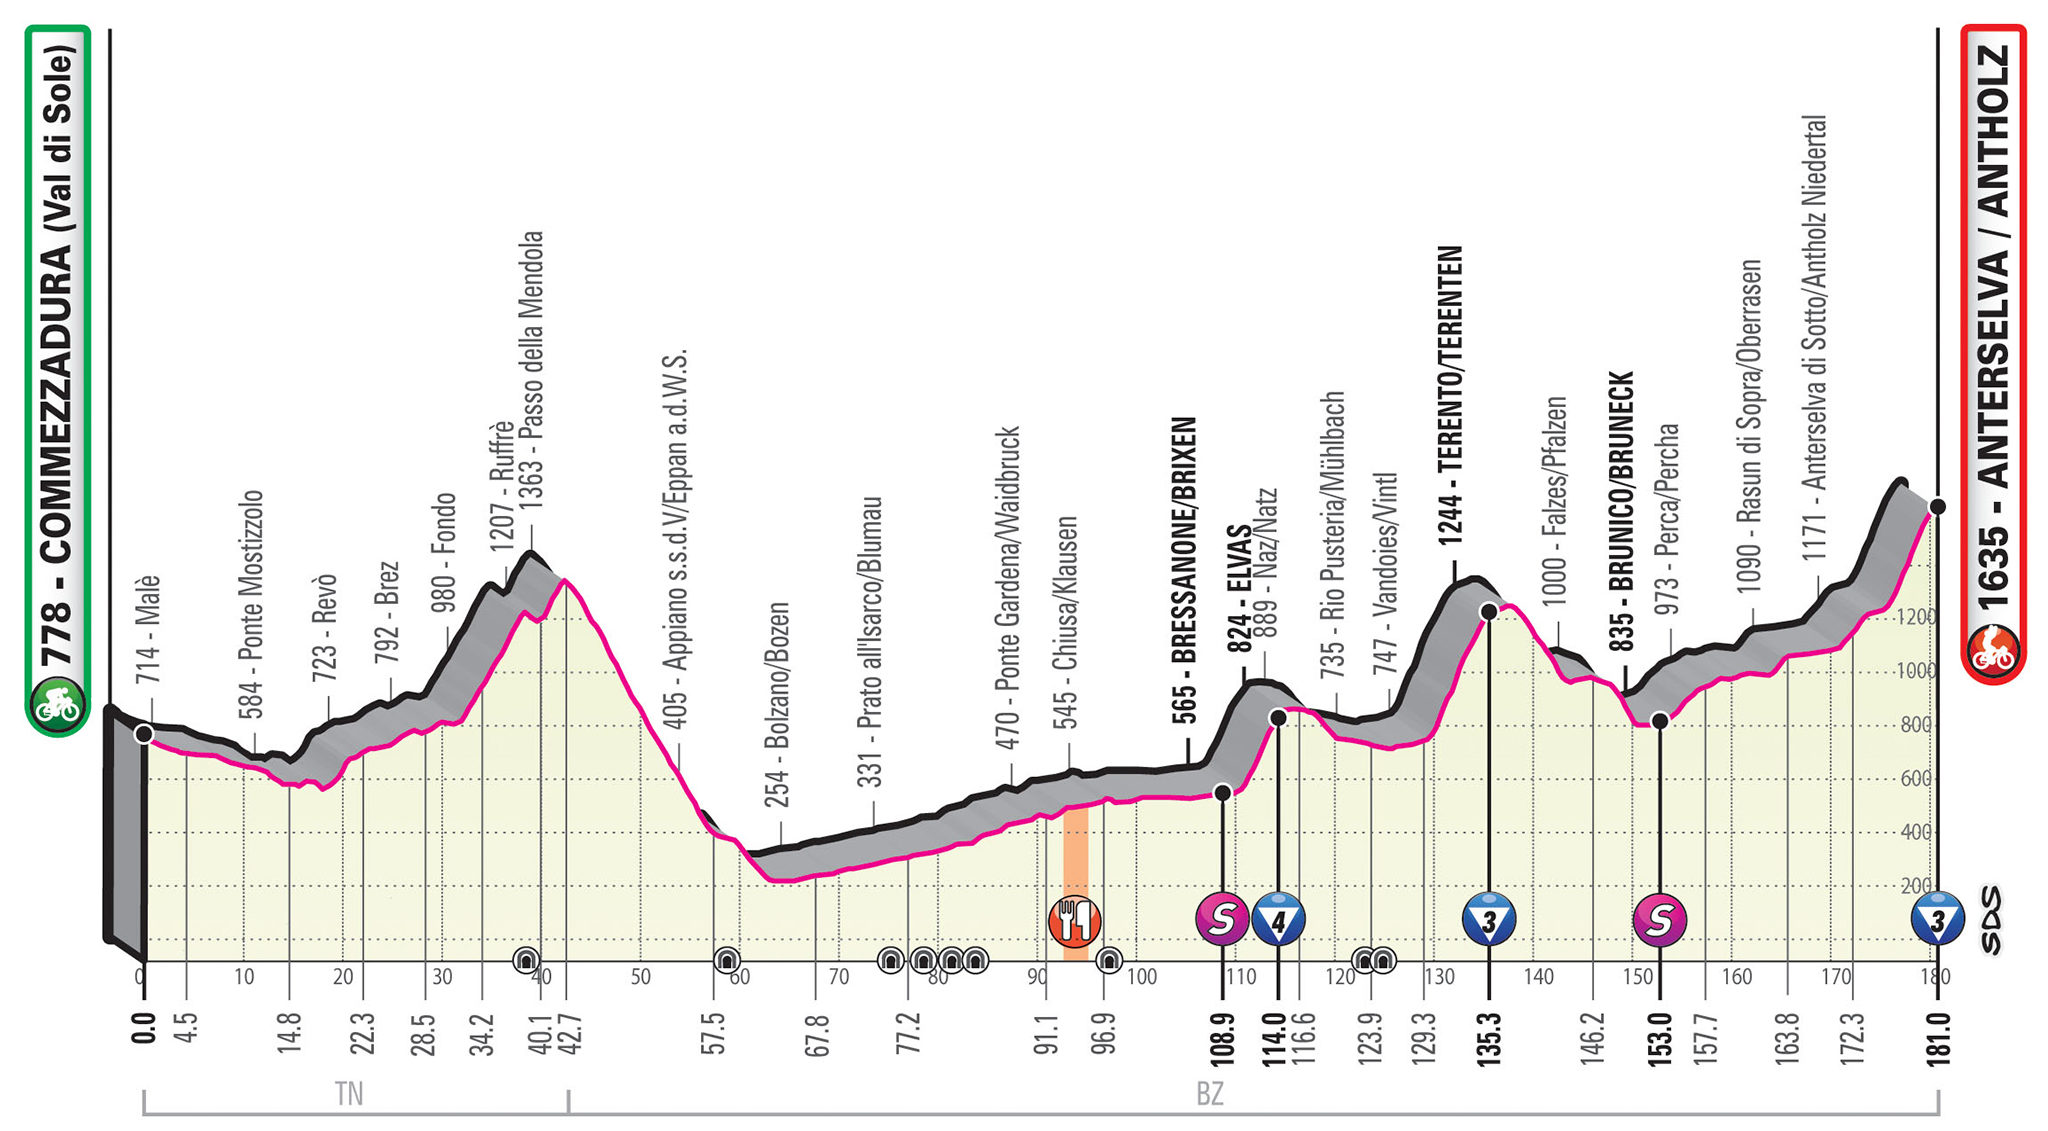 778 - COMMEZZADURA (Val di Sole)
714 - Malè
584 - Ponte Mostizzolo
723 - Revò
792 - Brez
980 - Fondo
1207 - Ruffrè
1363 - Passo della Mendola
405 - Appiano s.s.d.V/Eppan a.d.W.S.
254 - Bolzano/Bozen
331 - Prato all'Isarco/Blumau
470 - Ponte Gardena/Waidbruck
545 - Chiusa/Klausen
565 - BRESSANONE/BRIXEN
824 - ELVAS
889 - Naz/Natz
735 - Rio Pusteria/Mühlbach
747 - Vandoies/Vintl
1244 - TERENTO/TERENTEN
1000 - Falzes/Pfalzen
835 - BRUNICO/BRUNECK
973 - Perca/Percha
1090 - Rasun di Sopra/Oberrasen
1171 - Anterselva di Sotto/Antholz Niedertal
1635 - ANTERSELVA / ANTHOLZ
1200
1000
800
600
400
200
S
4
3
S
3
SDS
0 10 20 30 40 50 60 70 80 90 100 110 120 130 140 150 160 170 180
0.0 4.5 14.8 22.3 28.5 34.2 40.1 42.7 57.5 67.8 77.2 91.1 96.9 108.9 114.0 116.6 123.9 129.3 135.3 146.2 153.0 157.7 163.8 172.3 181.0
TN BZ